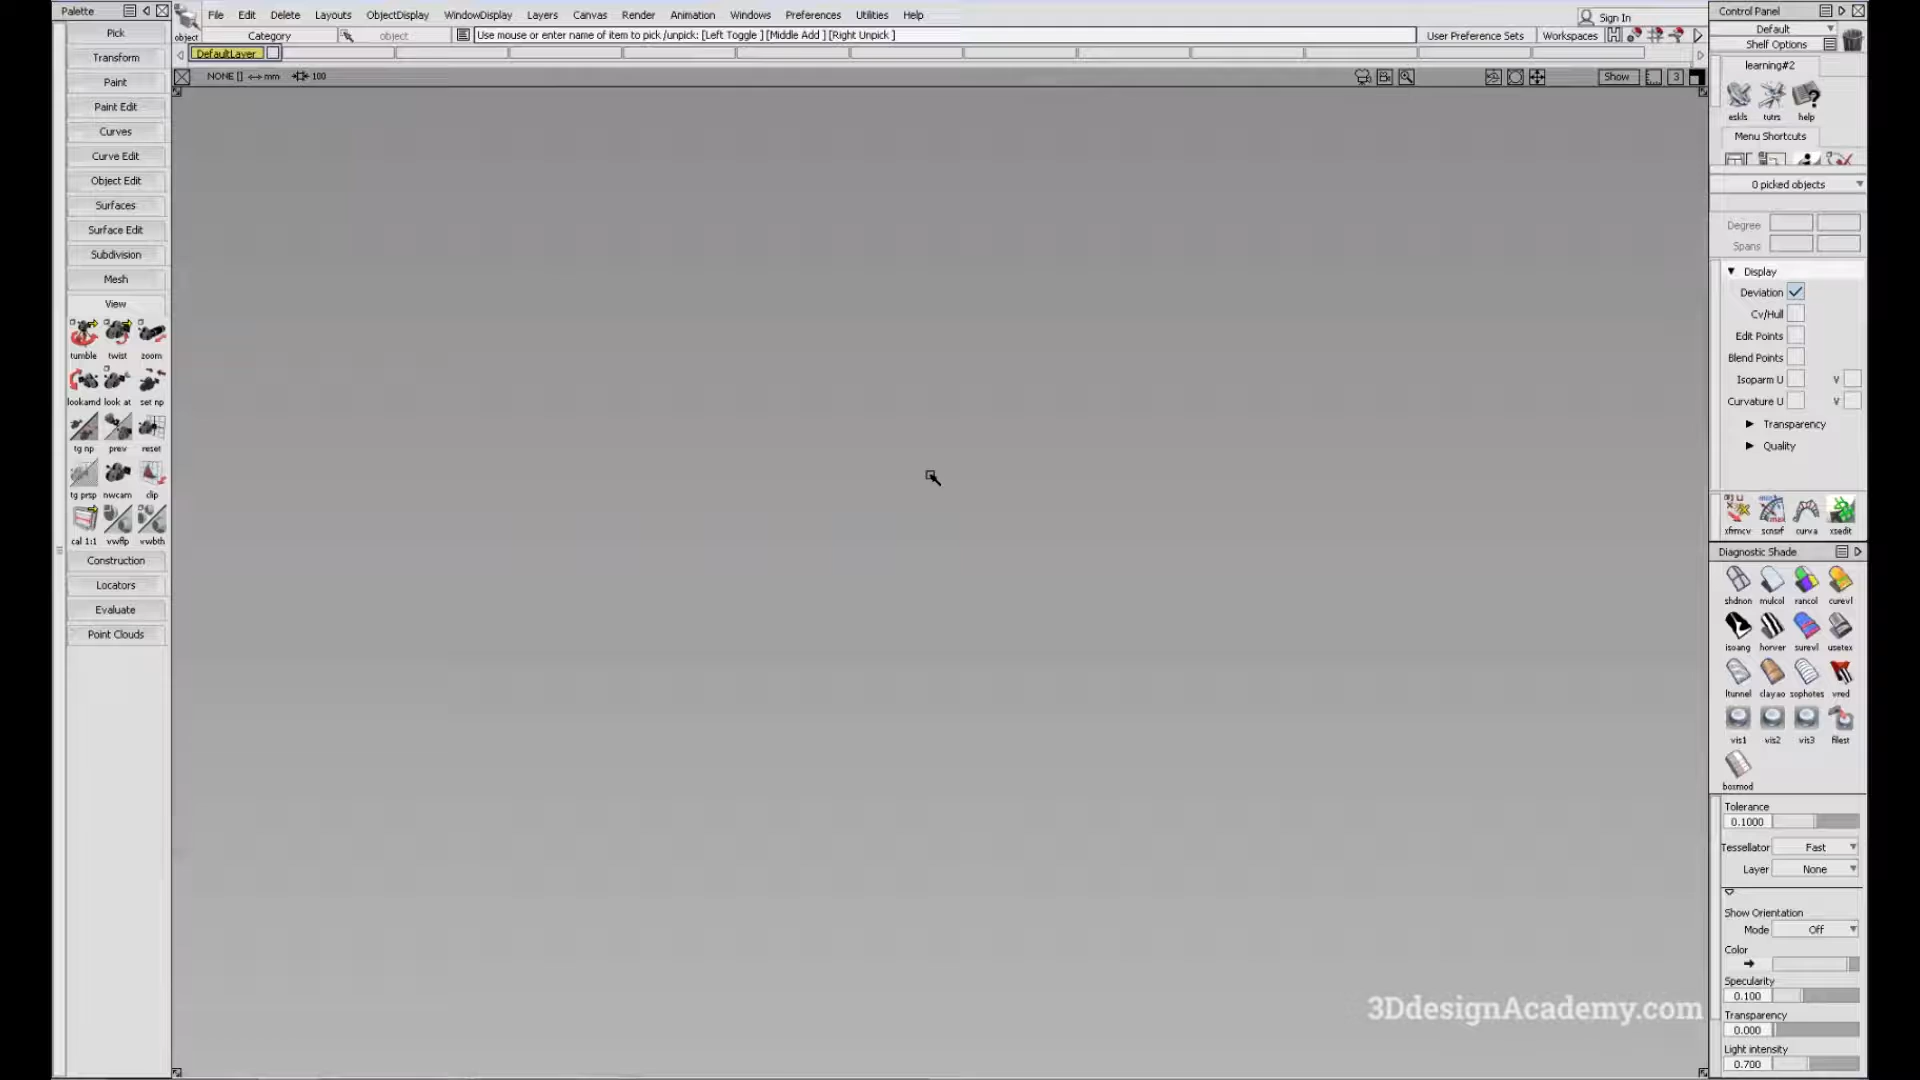 Palette
Pick
Transform
Paint
Paint Edit
Curves
Curve Edit
Object Edit
Surfaces
Surface Edit
Subdivision
Mesh
View
tumble twist zoom
lookamd look at set np
tg np prev reset
tg prsp nwcam clip
cal 1:1 vwflp vwbth
Construction
Locators
Evaluate
Point Clouds
object
File Edit Delete Layouts ObjectDisplay WindowDisplay Layers Canvas Render Animation Windows Preferences Utilities Help
Sign In
Category object Use mouse or enter name of item to pick /unpick: [Left Toggle ] [Middle Add ] [Right Unpick ] User Preference Sets Workspaces
DefaultLayer
NONE [] mm 100
Show 3
3DdesignAcademy.com
Control Panel
Default
Shelf Options
learning#2
eskls tutrs help
Menu Shortcuts
0 picked objects
Degree
Spans
Display
Deviation
Cv/Hull
Edit Points
Blend Points
Isoparm U V
Curvature U V
Transparency
Quality
xfrmcv scnsrf curva xsedit
Diagnostic Shade
shdnon mulcol rancol curevl
isoang horver surevl usetex
ltunnel clayao sophotes vred
vis1 vis2 vis3 filest
boxmod
Tolerance
0.1000
Tessellator Fast
Layer None
Show Orientation
Mode Off
Color
Specularity
0.100
Transparency
0.000
Light intensity
0.700